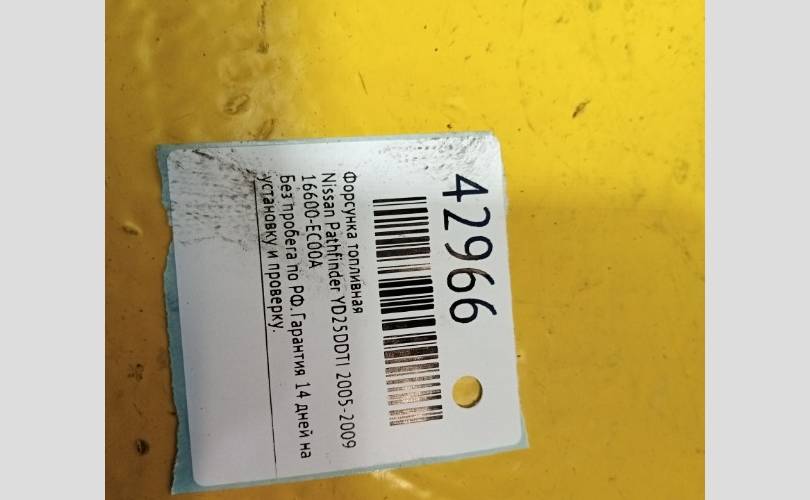 42966
Форсунка топливная
Nissan Pathfinder YD25DDTI 2005-2009
16600-EC00A
Без пробега по РФ. Гарантия 14 дней на
установку и проверку.